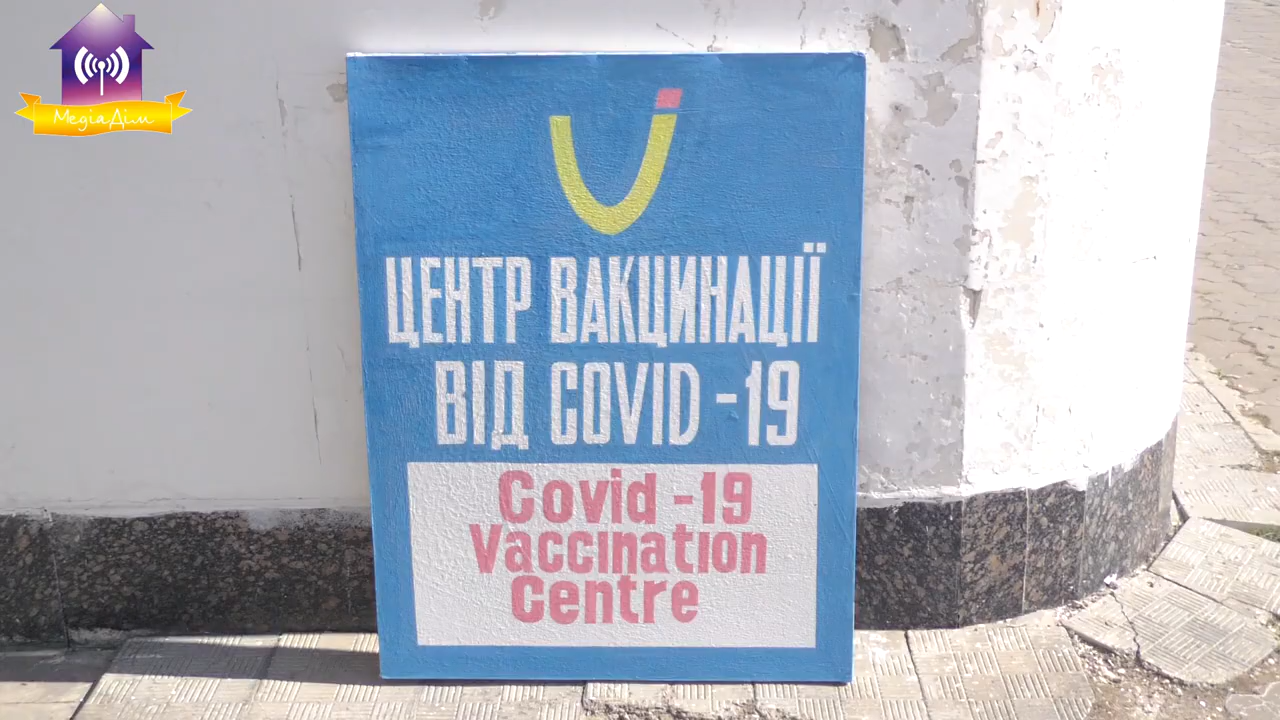 МедіаДім
ЦЕНТР ВАКЦИНАЦІЇ
ВІД COVID -19
Covid -19
Vaccination
Centre